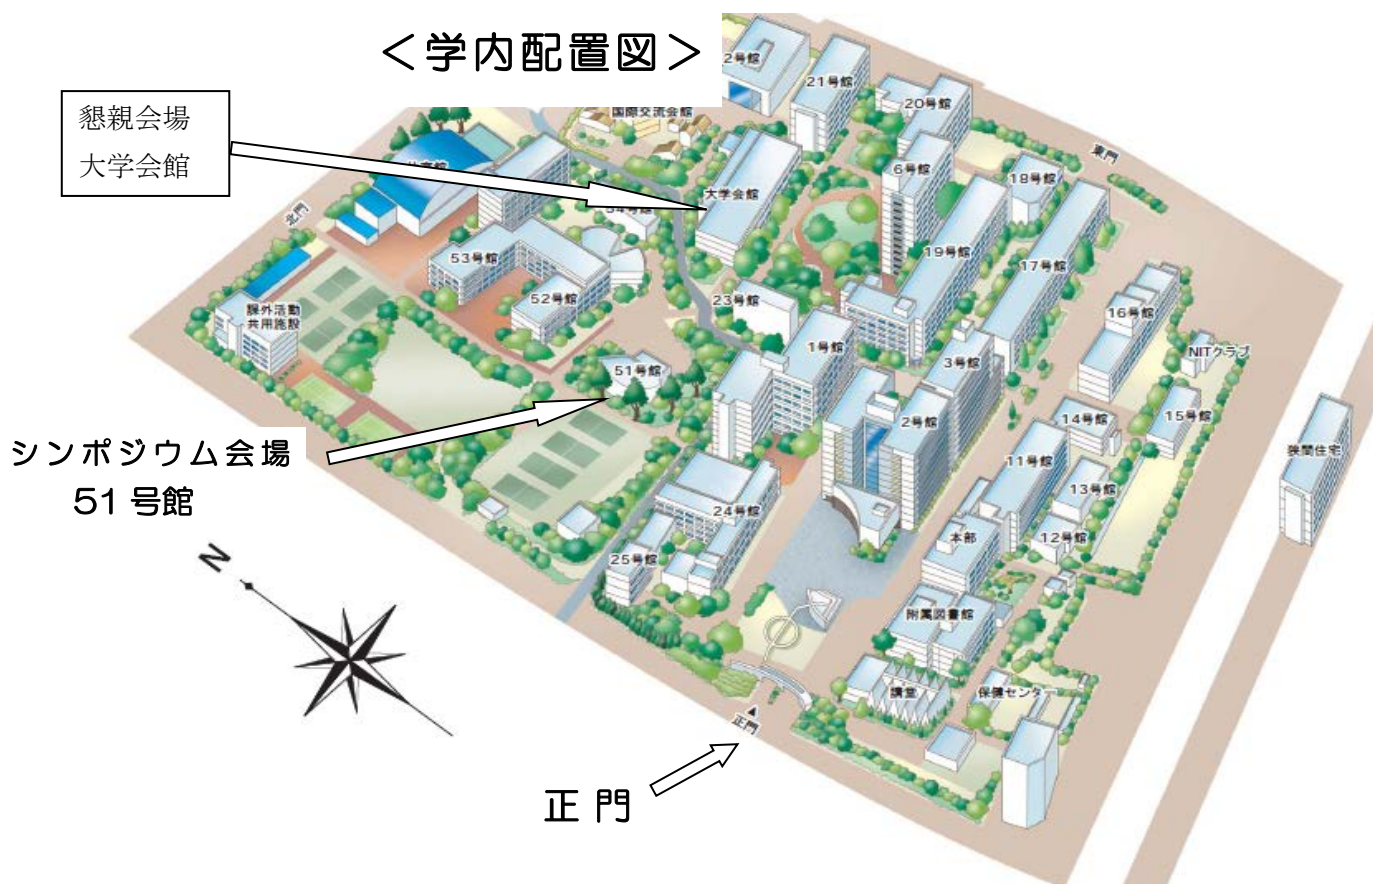 <学内配置図>
懇親会場
大学会館
2号館
21号館
20号館
国際交流会館
東門
6号館
18号館
大学会館
北門
53号館
19号館
17号館
52号館
23号館
課外活動
共用施設
16号館
1号館
3号館
NITクラブ
51号館
2号館
14号館
15号館
シンポジウム会場
51号館
11号館
狭間住宅
13号館
24号館
本部
12号館
25号館
N
附属図書館
講堂
保健センター
正門
正門